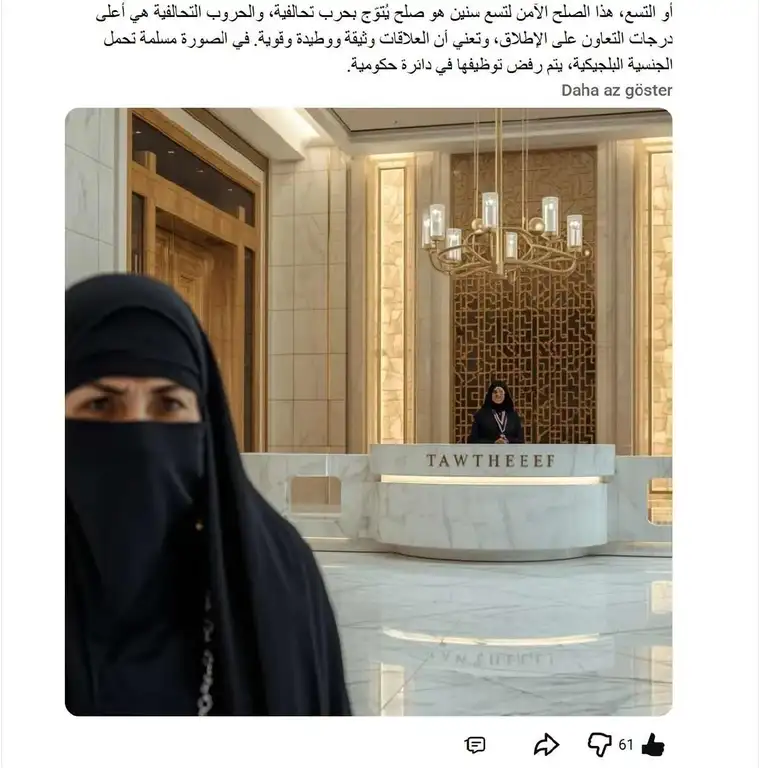 أو التسع، هذا الصلح الآمن لتسع سنين هو صلح يُتوّج بحرب تحالفية، والحروب التحالفية هي أعلى
درجات التعاون على الإطلاق، وتعني أن العلاقات وثيقة ووطيدة وقوية. في الصورة مسلمة تحمل
الجنسية البلجيكية، يتم رفض توظيفها في دائرة حكومية.
Daha az göster
TAWTHEEEF
61